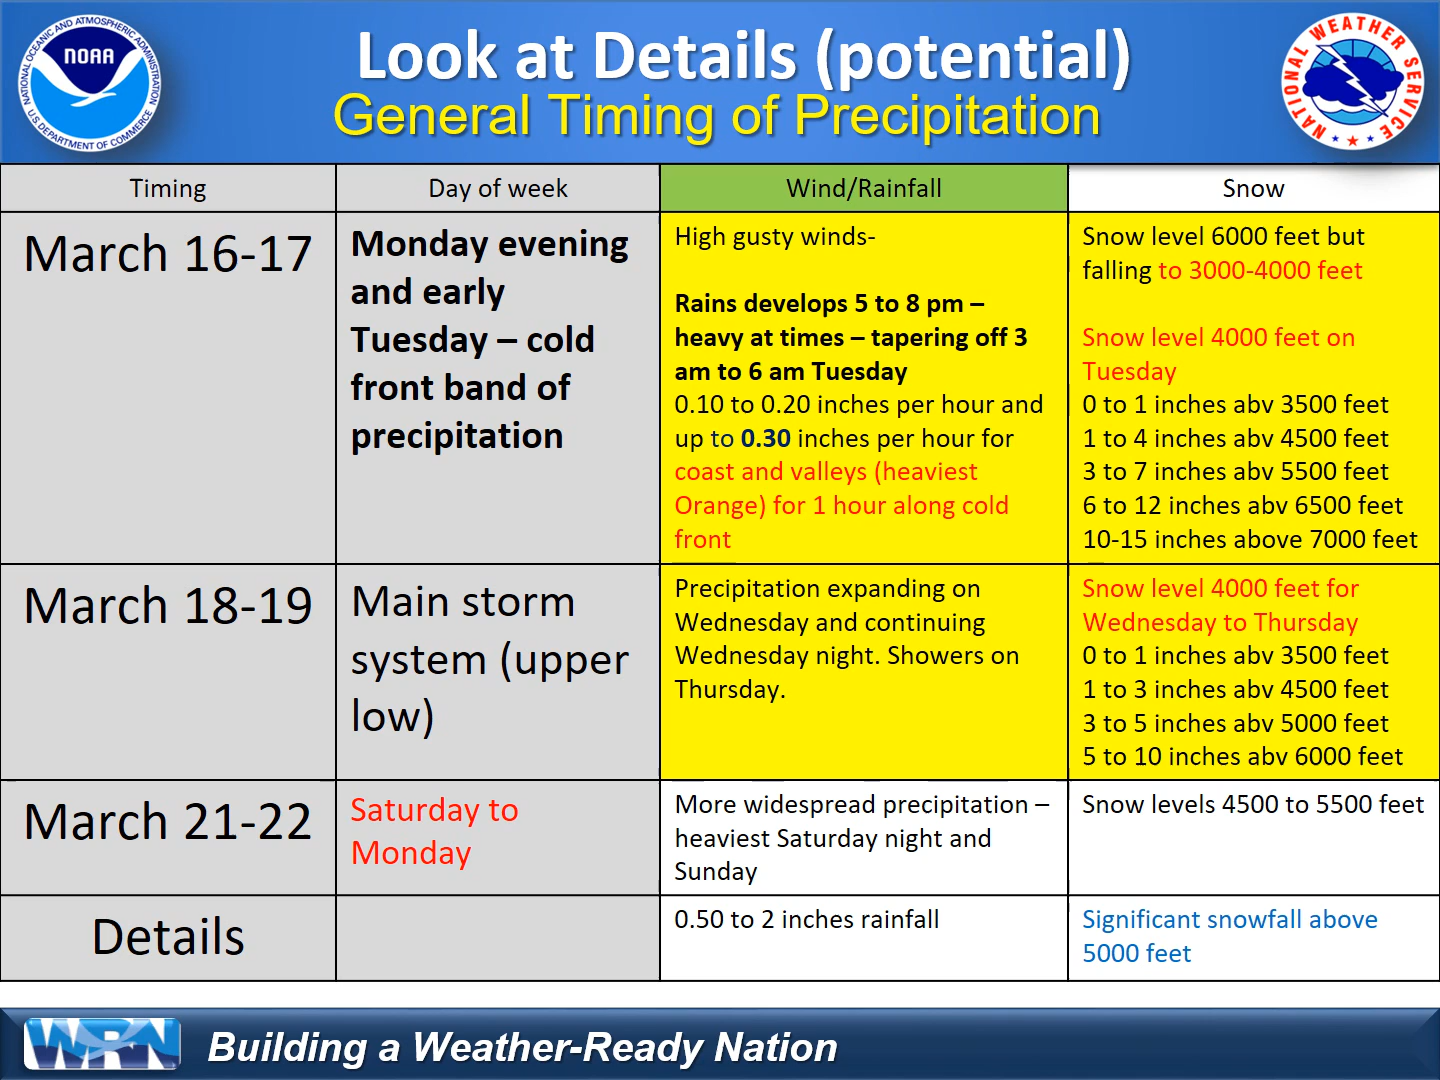 NATIONAL OCEANIC AND ATMOSPHERIC ADMINISTRATION
U.S. DEPARTMENT OF COMMERCE
NOAA
Look at Details (potential)
General Timing of Precipitation
NATIONAL WEATHER SERVICE
Timing
Day of week
Wind/Rainfall
Snow
March 16-17
Monday evening
and early
Tuesday – cold
front band of
precipitation
High gusty winds-
Rains develops 5 to 8 pm –
heavy at times – tapering off 3
am to 6 am Tuesday
0.10 to 0.20 inches per hour and
up to 0.30 inches per hour for
coast and valleys (heaviest
Orange) for 1 hour along cold
front
Snow level 6000 feet but
falling to 3000-4000 feet
Snow level 4000 feet on
Tuesday
0 to 1 inches abv 3500 feet
1 to 4 inches abv 4500 feet
3 to 7 inches abv 5500 feet
6 to 12 inches abv 6500 feet
10-15 inches above 7000 feet
March 18-19
Main storm
system (upper
low)
Precipitation expanding on
Wednesday and continuing
Wednesday night. Showers on
Thursday.
Snow level 4000 feet for
Wednesday to Thursday
0 to 1 inches abv 3500 feet
1 to 3 inches abv 4500 feet
3 to 5 inches abv 5000 feet
5 to 10 inches abv 6000 feet
March 21-22
Saturday to
Monday
More widespread precipitation –
heaviest Saturday night and
Sunday
Snow levels 4500 to 5500 feet
Details
0.50 to 2 inches rainfall
Significant snowfall above
5000 feet
WRN
Building a Weather-Ready Nation